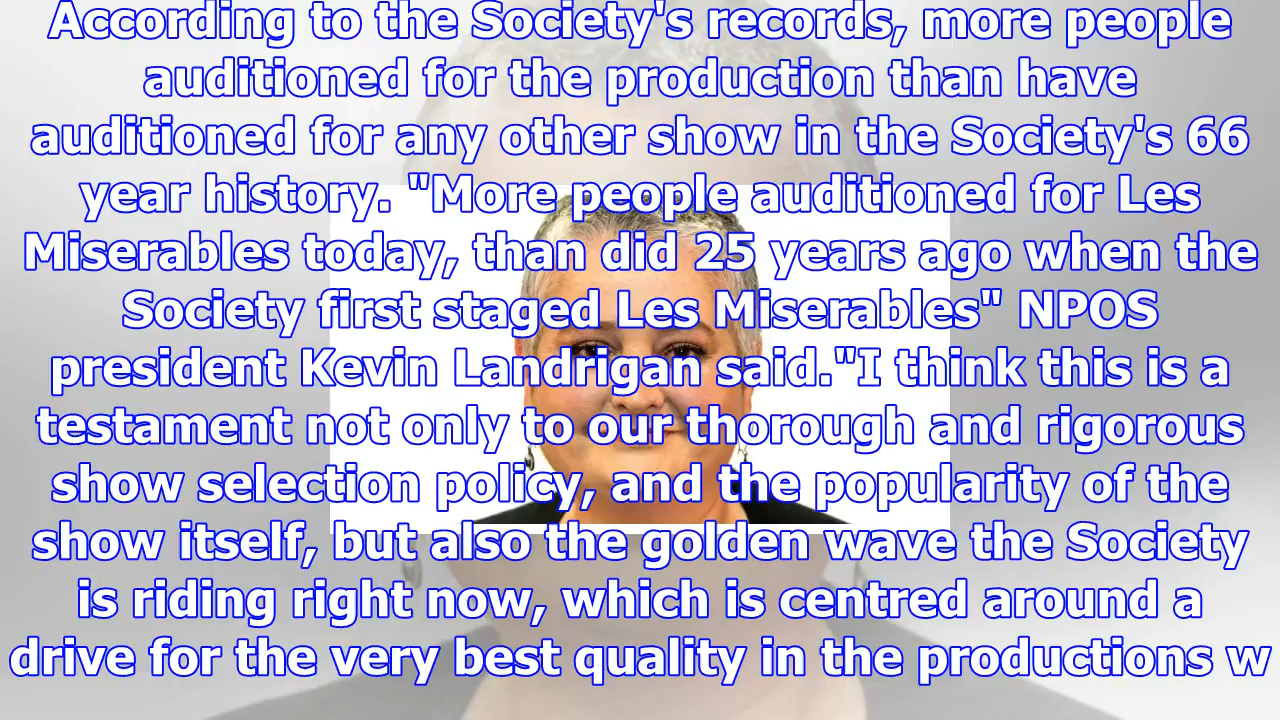 According to the Society's records, more people
auditioned for the production than have
auditioned for any other show in the Society's 66
year history. "More people auditioned for Les
Miserables today, than did 25 years ago when the
Society first staged Les Miserables" NPOS
president Kevin Landrigan said."I think this is a
testament not only to our thorough and rigorous
show selection policy, and the popularity of the
show itself, but also the golden wave the Society
is riding right now, which is centred around a
drive for the very best quality in the productions w